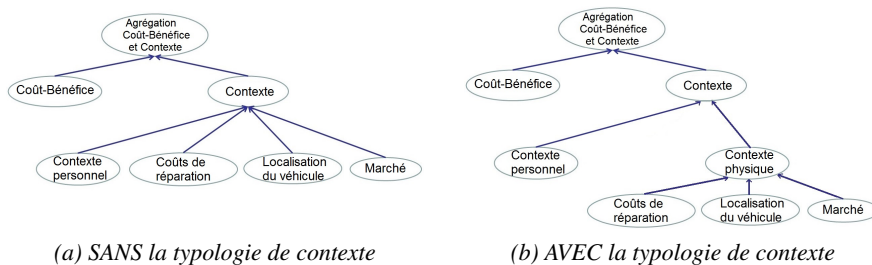 Agrégation
Coût-Bénéfice
et Contexte
Coût-Bénéfice
Contexte
Contexte
personnel
Coûts de
réparation
Localisation
du véhicule
Marché
(a) SANS la typologie de contexte
Agrégation
Coût-Bénéfice
et Contexte
Coût-Bénéfice
Contexte
Contexte
personnel
Contexte
physique
Coûts de
réparation
Localisation
du véhicule
Marché
(b) AVEC la typologie de contexte